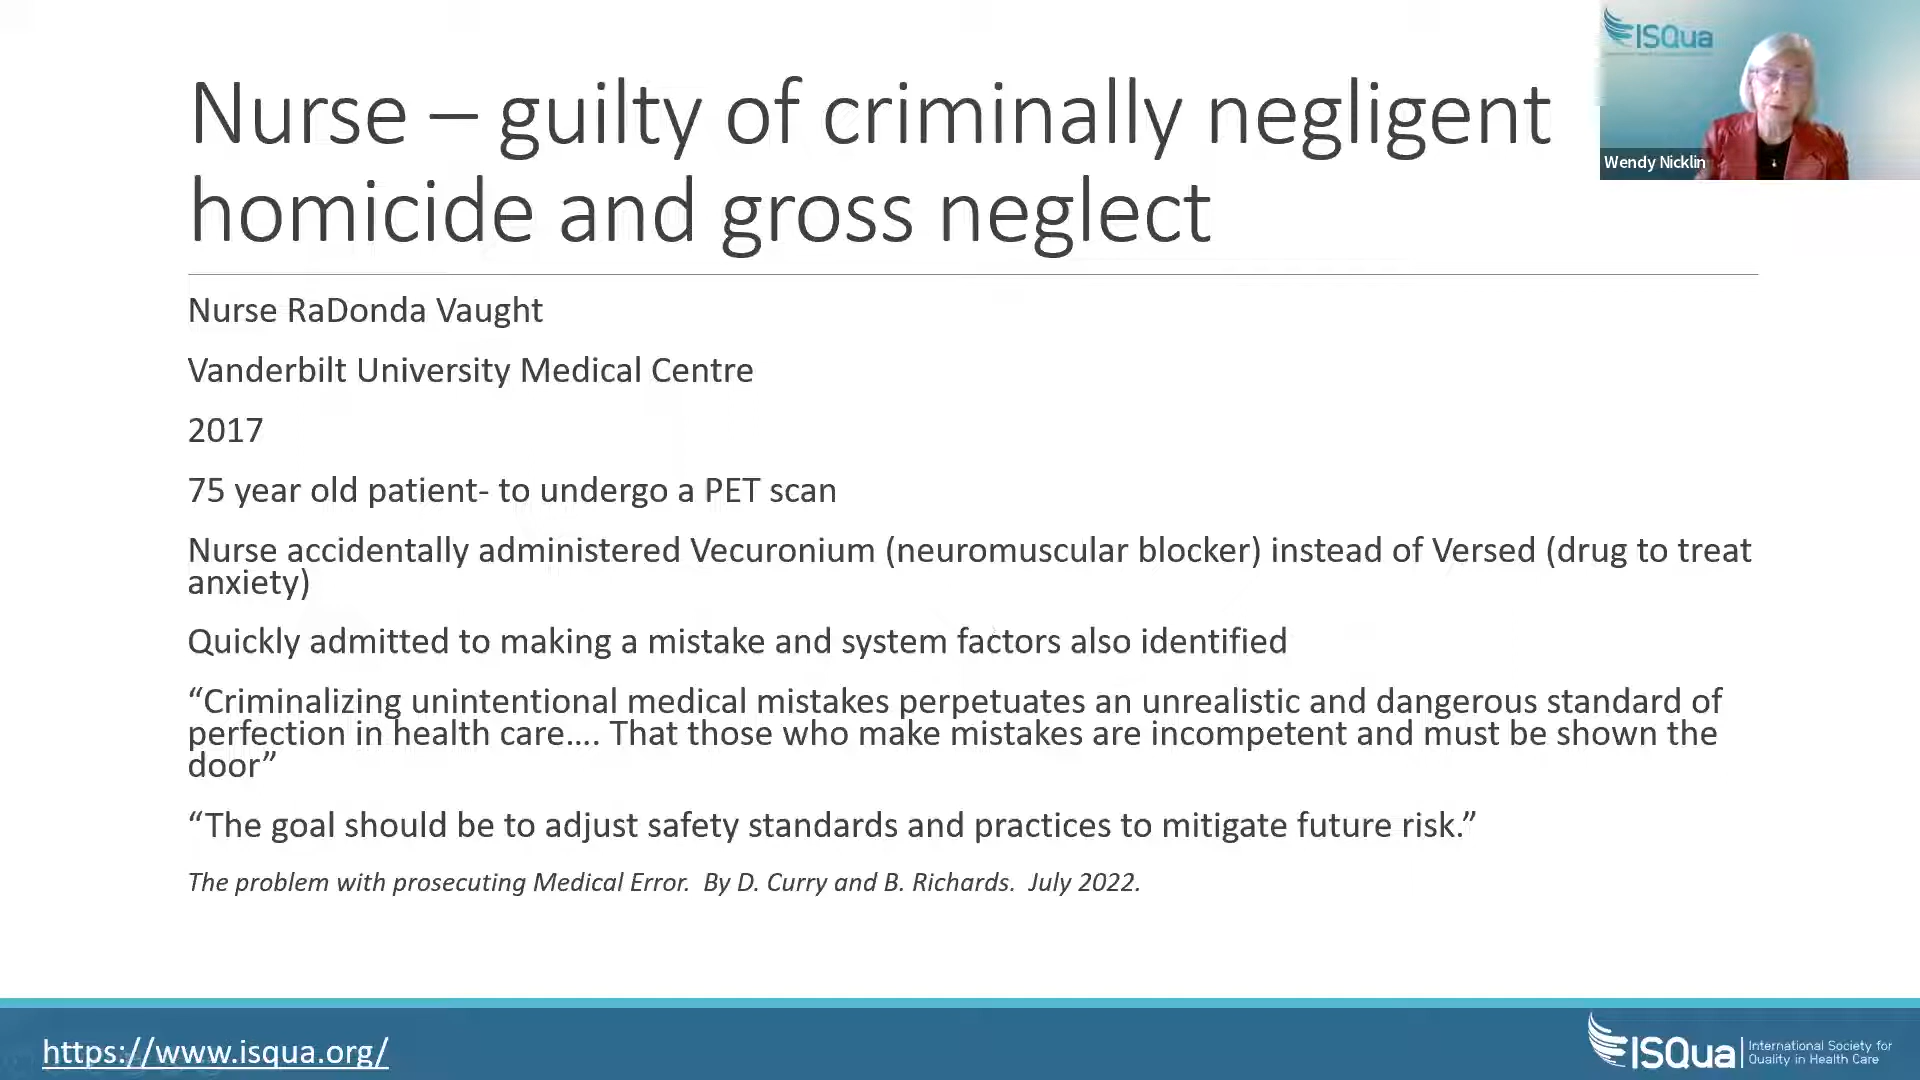 ISQua
Wendy Nicklin
Nurse – guilty of criminally negligent
homicide and gross neglect
Nurse RaDonda Vaught
Vanderbilt University Medical Centre
2017
75 year old patient- to undergo a PET scan
Nurse accidentally administered Vecuronium (neuromuscular blocker) instead of Versed (drug to treat
anxiety)
Quickly admitted to making a mistake and system factors also identified
“Criminalizing unintentional medical mistakes perpetuates an unrealistic and dangerous standard of
perfection in health care…. That those who make mistakes are incompetent and must be shown the
door”
“The goal should be to adjust safety standards and practices to mitigate future risk.”
The problem with prosecuting Medical Error.  By D. Curry and B. Richards.  July 2022.
https://www.isqua.org/
ISQua
International Society for
Quality in Health Care